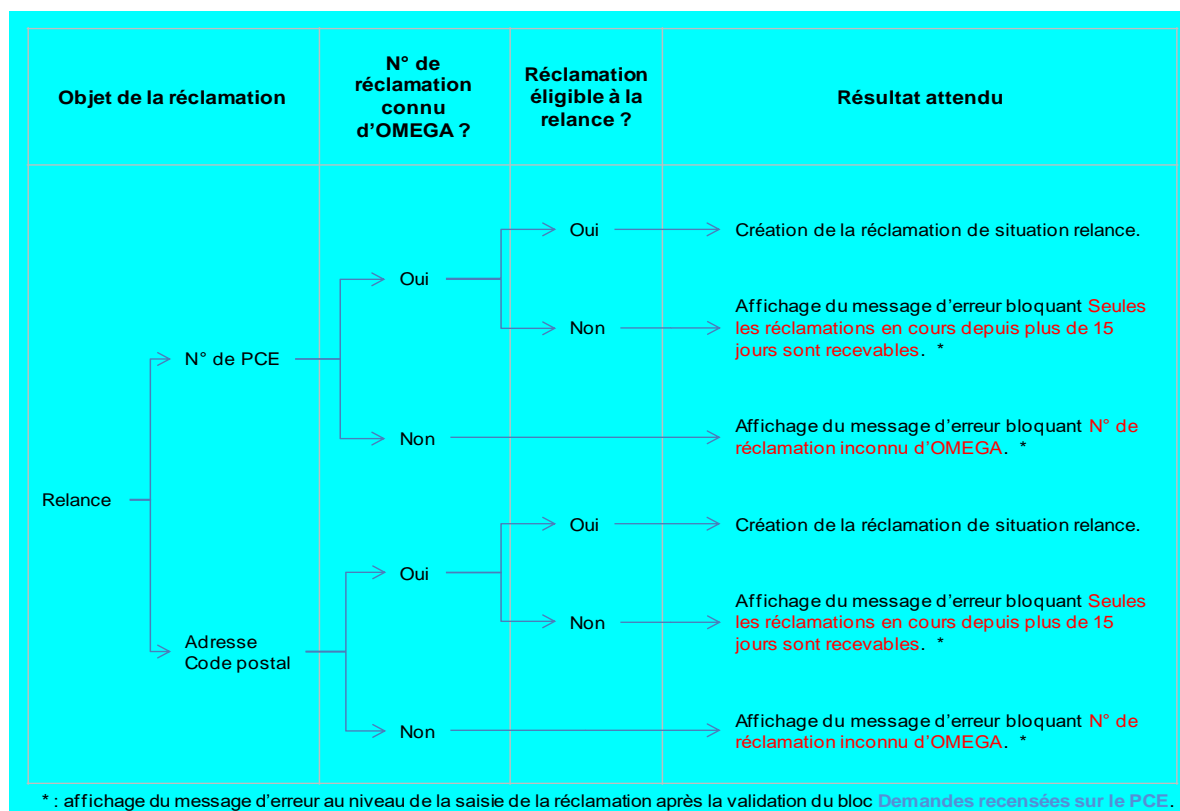 Objet de la réclamation
N° de
réclamation
connu
d’OMEGA ?
Réclamation
éligible à la
relance ?
Résultat attendu
Relance
N° de PCE
Oui
Oui
Création de la réclamation de situation relance.
Non
Affichage du message d’erreur bloquant Seules
les réclamations en cours depuis plus de 15
jours sont recevables. *
Non
Affichage du message d’erreur bloquant N° de
réclamation inconnu d’OMEGA. *
Adresse
Code postal
Oui
Oui
Création de la réclamation de situation relance.
Non
Affichage du message d’erreur bloquant Seules
les réclamations en cours depuis plus de 15
jours sont recevables. *
Non
Affichage du message d’erreur bloquant N° de
réclamation inconnu d’OMEGA. *
* : affichage du message d’erreur au niveau de la saisie de la réclamation après la validation du bloc Demandes recensées sur le PCE.